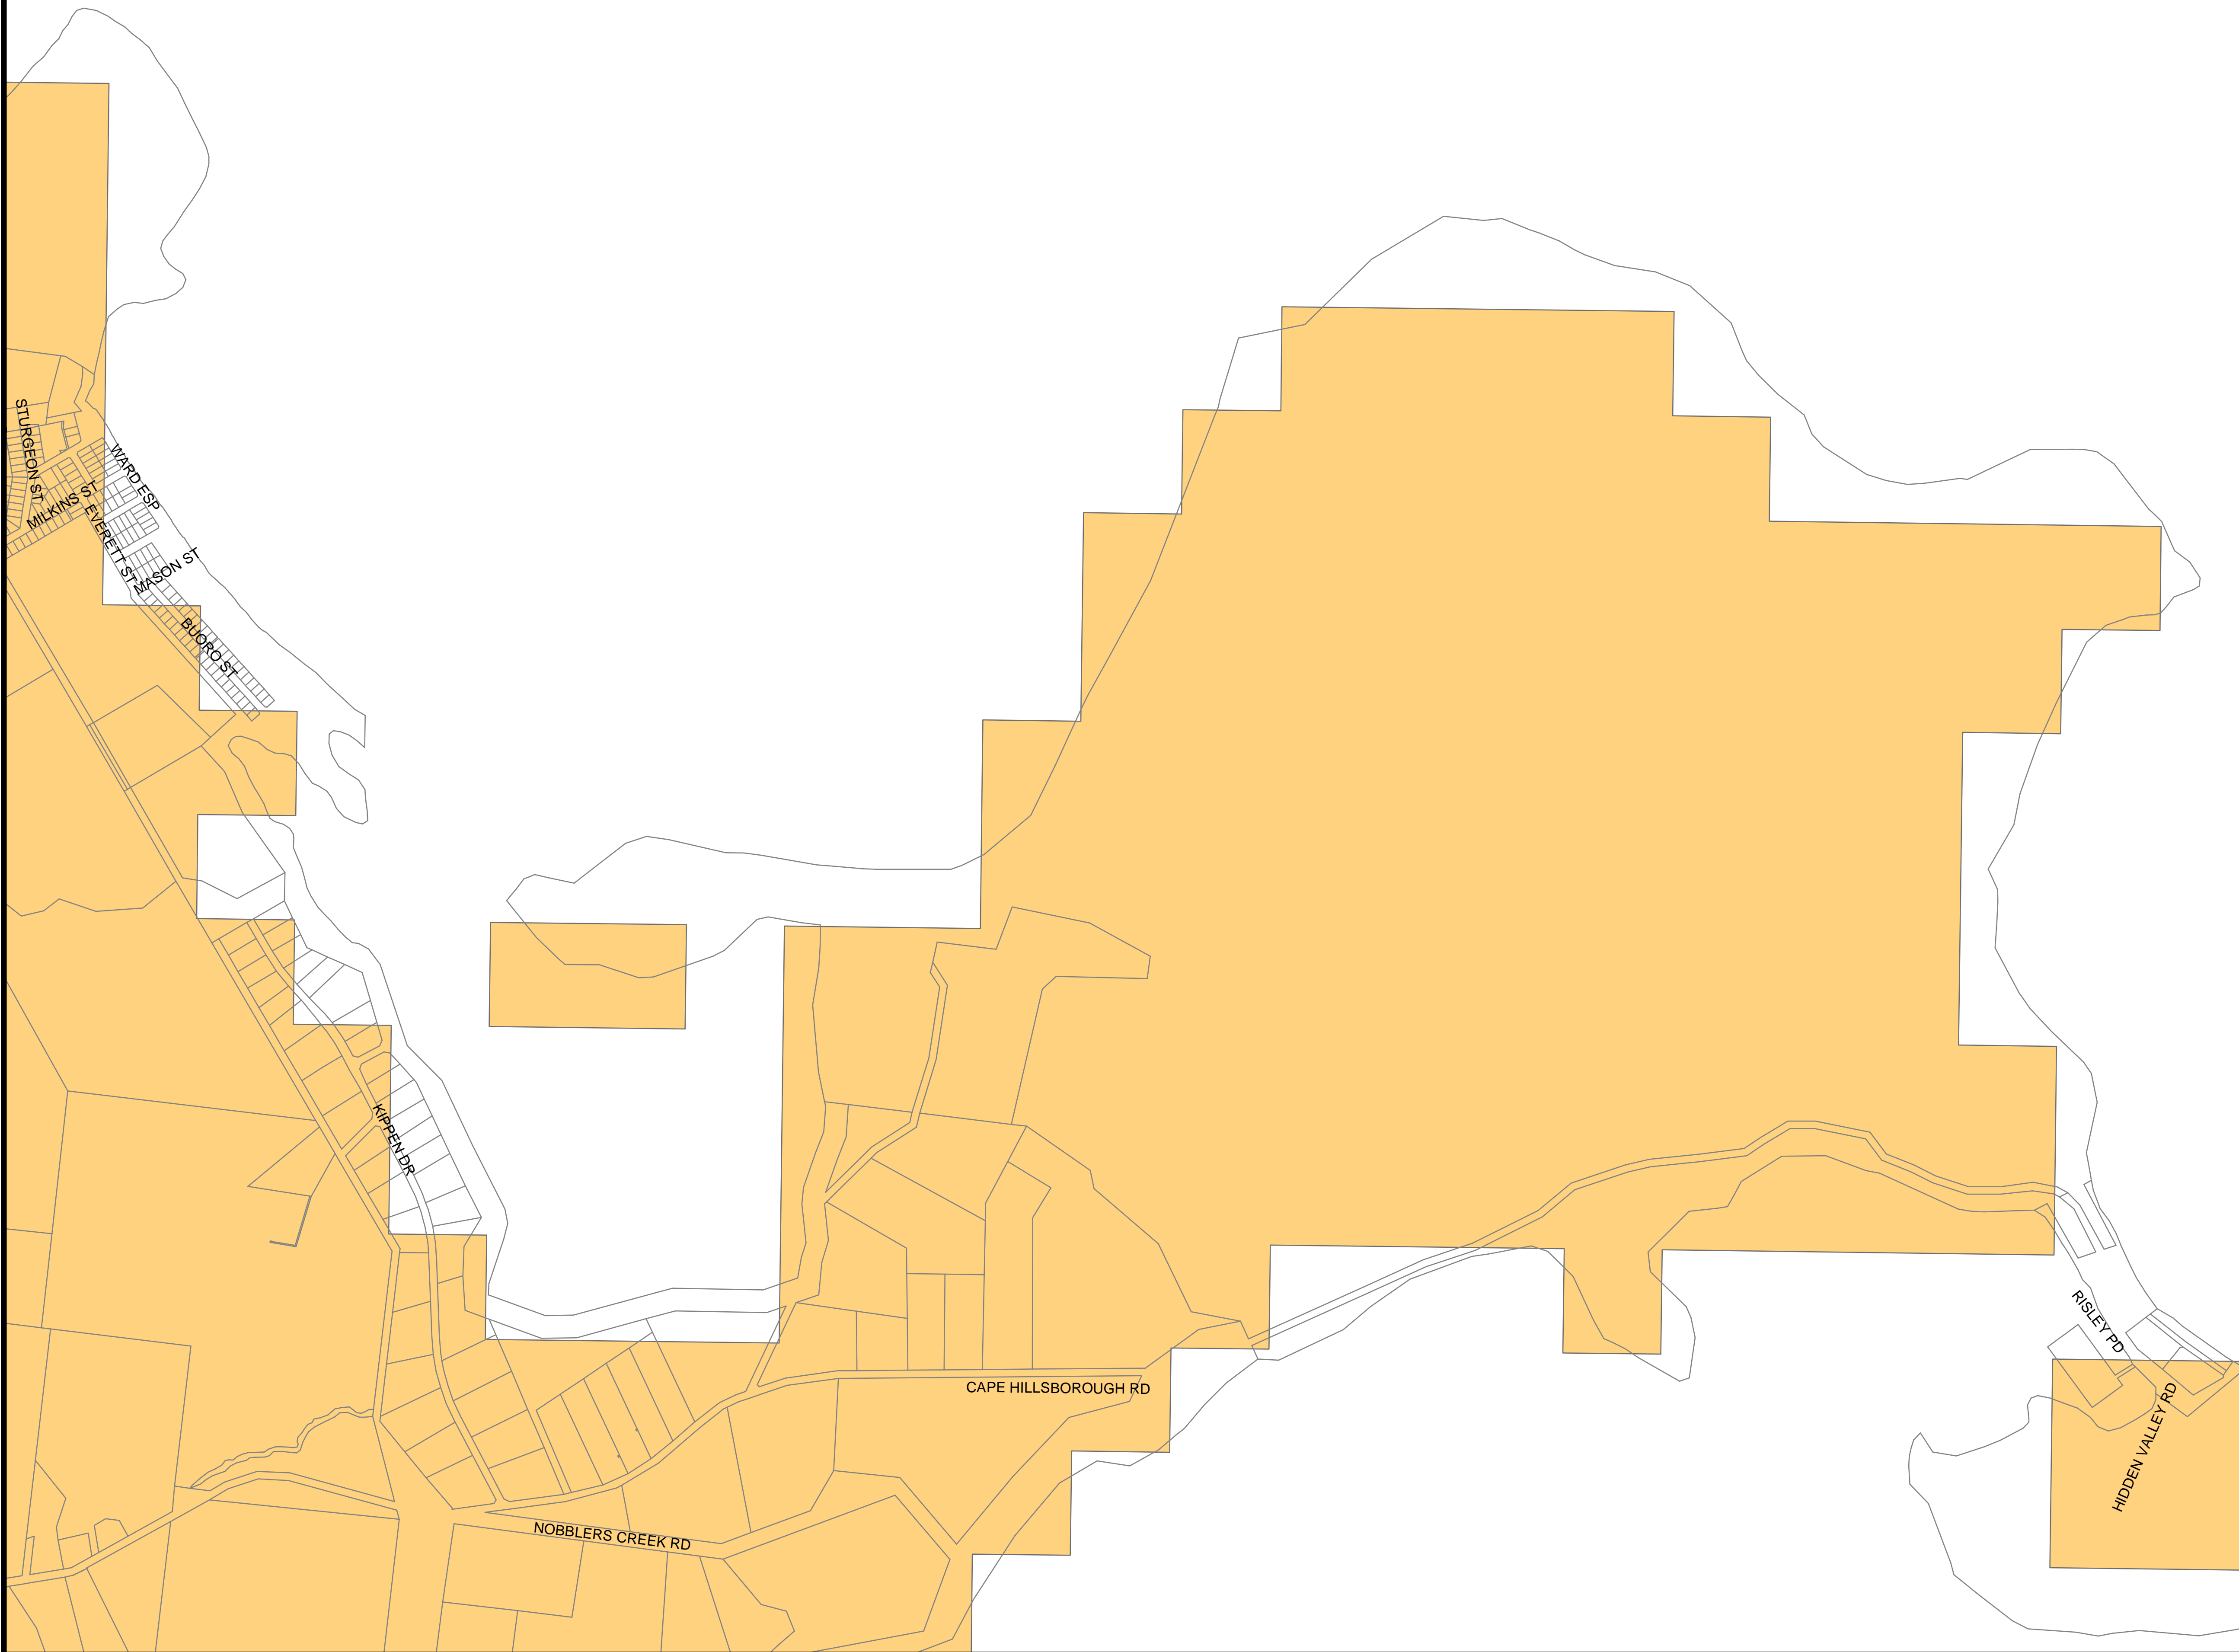 STURGEON ST
WARD ESP
MILKINS ST
EVERETT ST
MASON ST
BUORO ST
KIPPEN DR
RISLEY PD
CAPE HILLSBOROUGH RD
HIDDEN VALLEY RD
NOBBLERS CREEK RD